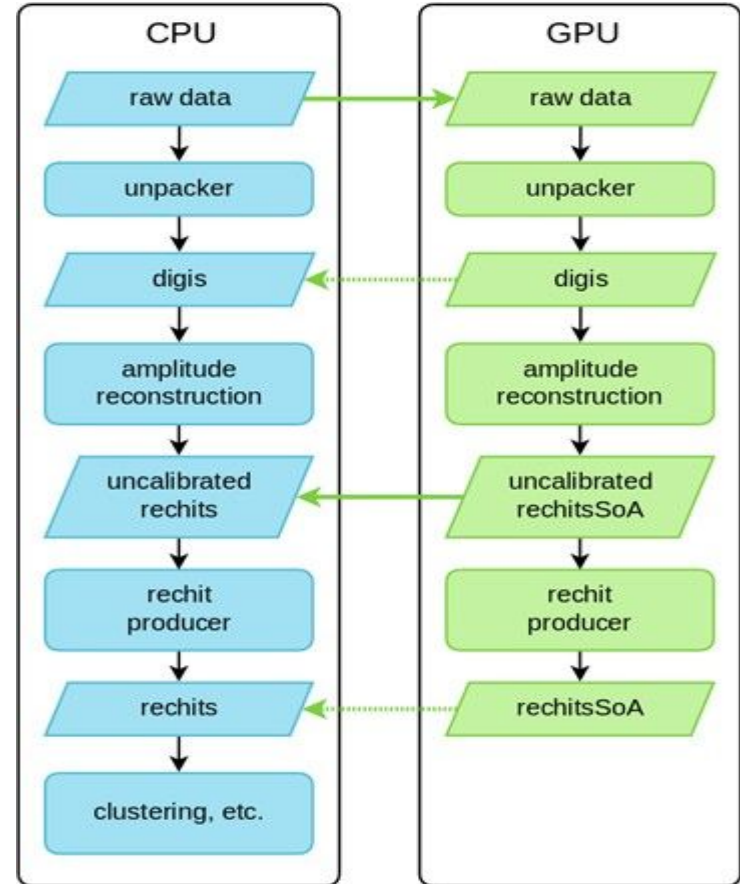 CPU
raw data
unpacker
digis
amplitude
reconstruction
uncalibrated
rechits
rechit
producer
rechits
clustering, etc.
GPU
raw data
unpacker
digis
amplitude
reconstruction
uncalibrated
rechitsSoA
rechit
producer
rechitsSoA